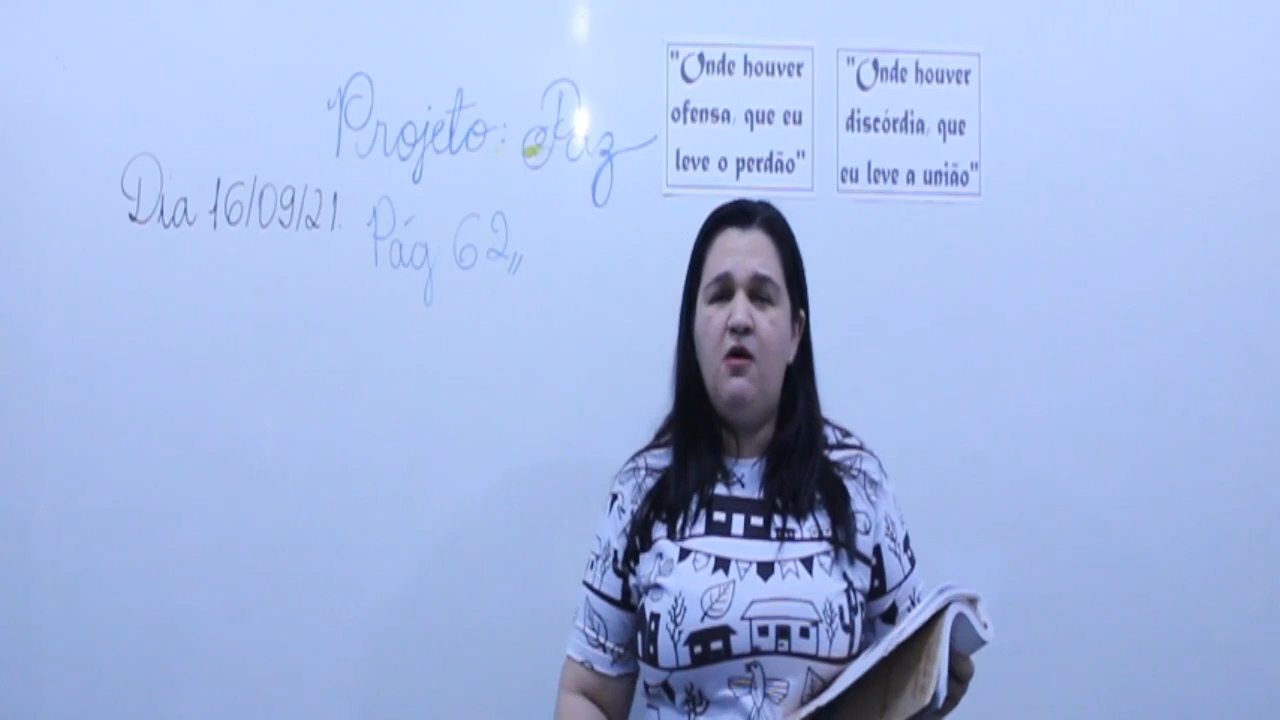 Projeto: Paz
Dia 16/09/21.
Pág 62,,
"Onde houver
ofensa, que eu
leve o perdão"
"Onde houver
discórdia, que
eu leve a união"